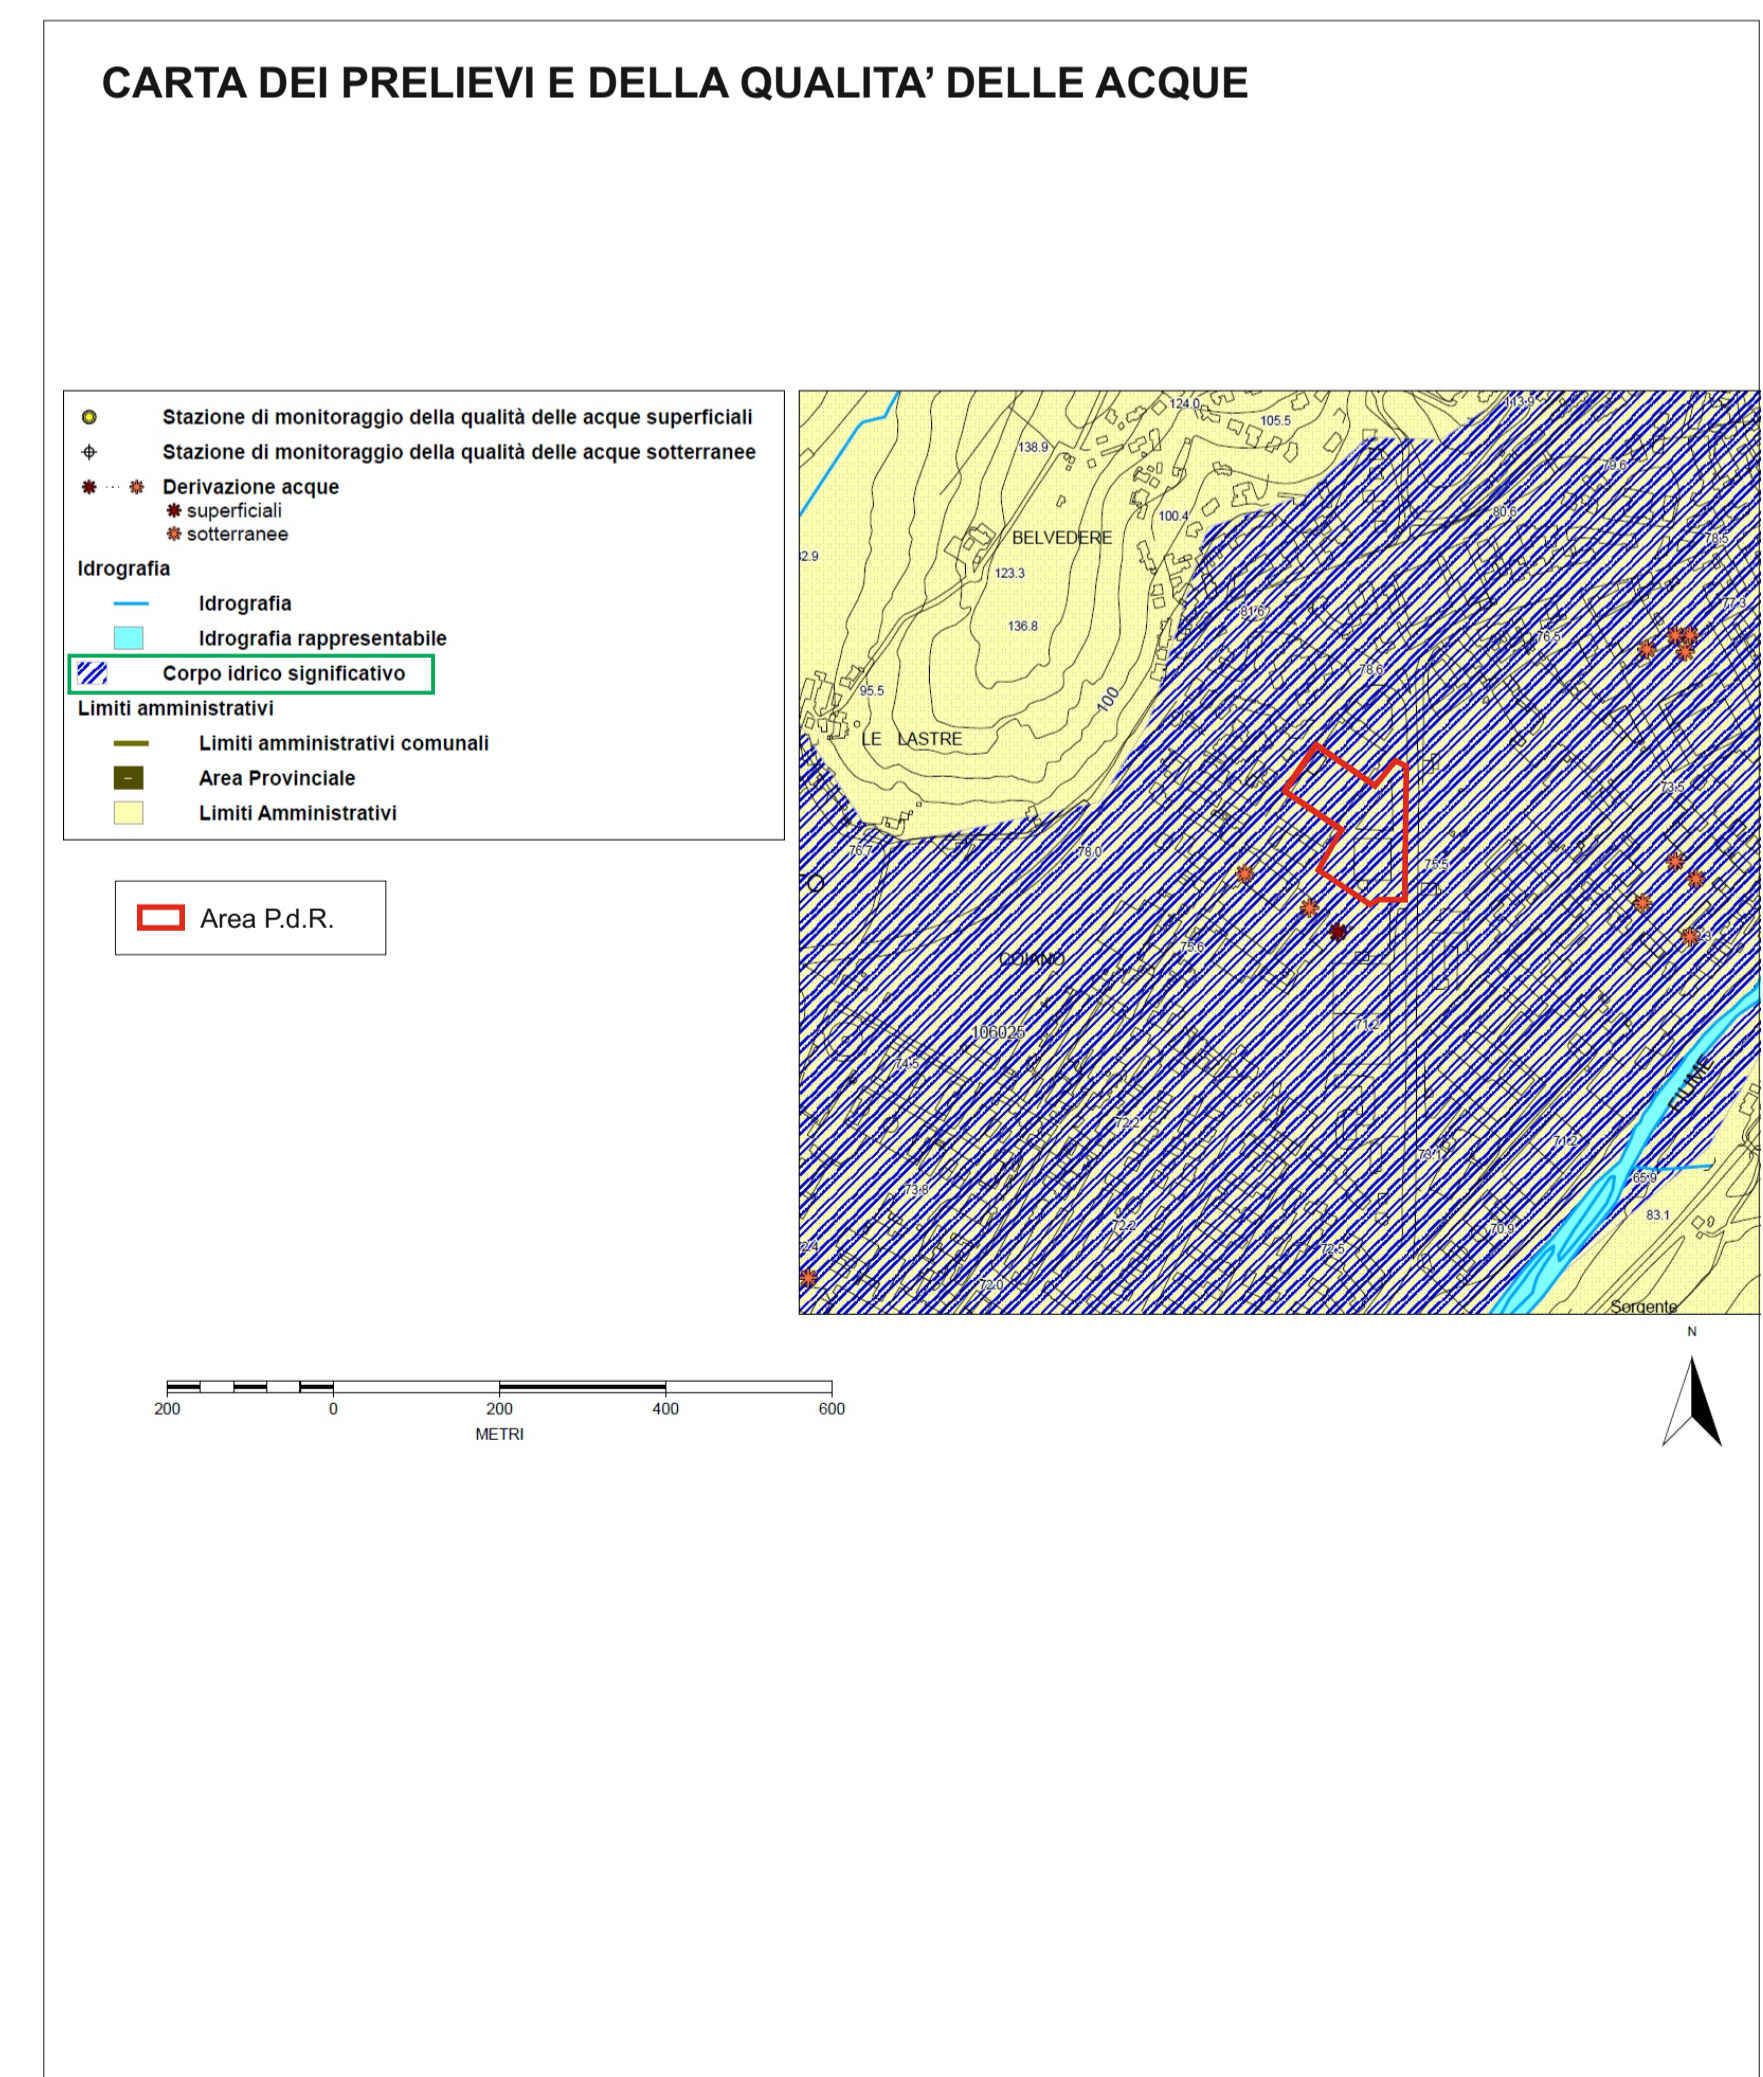 CARTA DEI PRELIEVI E DELLA QUALITA’ DELLE ACQUE
Stazione di monitoraggio della qualità delle acque superficiali
Stazione di monitoraggio della qualità delle acque sotterranee
Derivazione acque
superficiali
sotterranee
Idrografia
Idrografia
Idrografia rappresentabile
Corpo idrico significativo
Limiti amministrativi
Limiti amministrativi comunali
Area Provinciale
Limiti Amministrativi
Area P.d.R.
124.0
113.9
105.5
138.9
79.6
100.4
80.6
BELVEDERE
78.5
123.3
77.3
81.6
136.8
76.5
78.6
95.5
100
LE LASTRE
73.5
76.7
78.0
75.5
75.6
COIANO
71.2
106025
74.5
FIUME
72.2
71.2
73.1
65.9
73.8
83.1
72.2
70.9
72.5
72.0
Sorgente
N
200 0 200 400 600
METRI